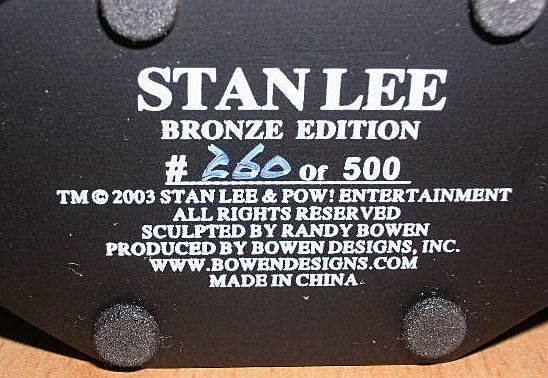 STAN LEE
BRONZE EDITION
# 260 of 500
TM © 2003 STAN LEE & POW! ENTERTAINMENT
ALL RIGHTS RESERVED
SCULPTED BY RANDY BOWEN
PRODUCED BY BOWEN DESIGNS, INC.
WWW.BOWENDESIGNS.COM
MADE IN CHINA